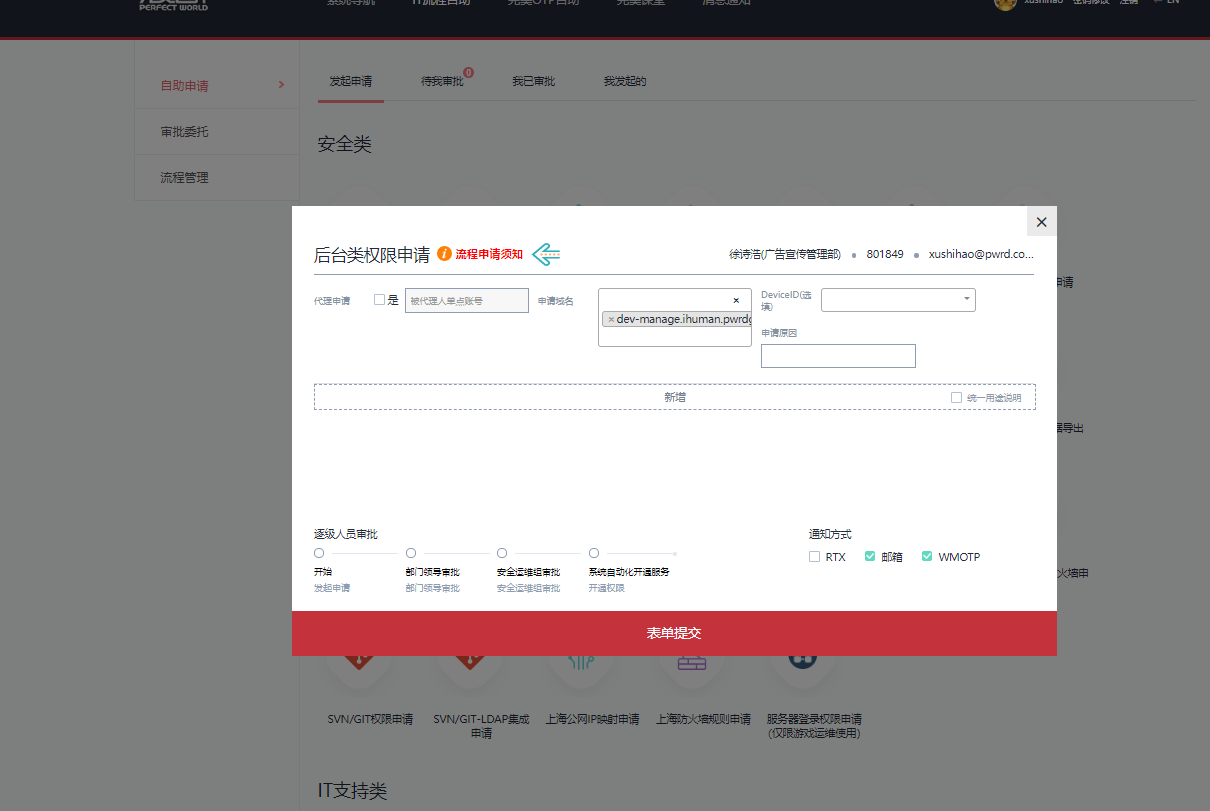 PERFECT WORLD
系统导航 IT流程自助 完美OTP自助 完美课堂 消息通知
xushihao 密码修改 注销 EN
自助申请
审批委托
流程管理
发起申请 待我审批 0 我已审批 我发起的
安全类
后台类权限申请 i 流程申请须知
徐诗浩(广告宣传管理部) 801849 xushihao@pwrd.co...
代理申请 是 被代理人单点账号 申请域名
× dev-manage.ihuman.pwrdg
DeviceID(选
填)
申请原因
新增 统一用途说明
申请
据导出
火墙申
逐级人员审批
开始 部门领导审批 安全运维组审批 系统自动化开通服务
发起申请 部门领导审批 安全运维组审批 开通权限
通知方式
RTX 邮箱 WMOTP
表单提交
SVN/GIT权限申请 SVN/GIT-LDAP集成 上海公网IP映射申请 上海防火墙规则申请 服务器登录权限申请
申请 (仅限游戏运维使用)
IT支持类